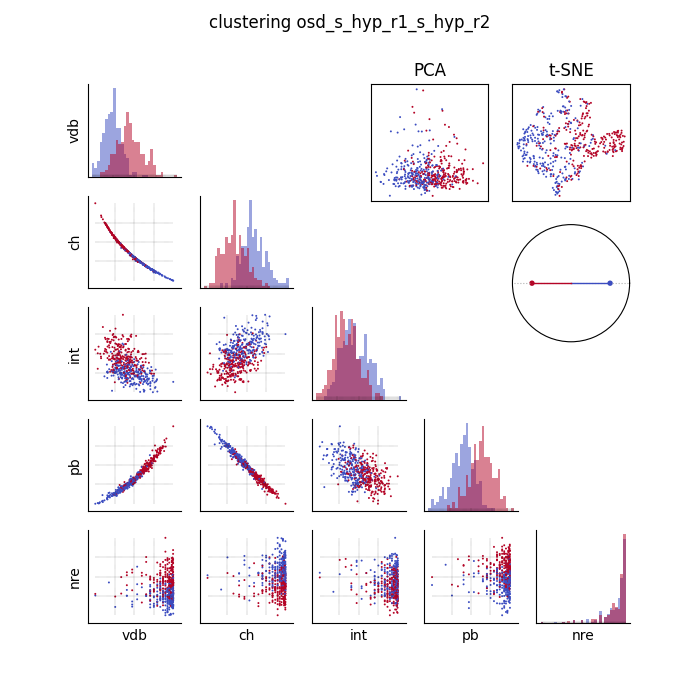 clustering osd_s_hyp_r1_s_hyp_r2
PCA
t-SNE
vdb
ch
int
pb
nre
vdb
ch
int
pb
nre